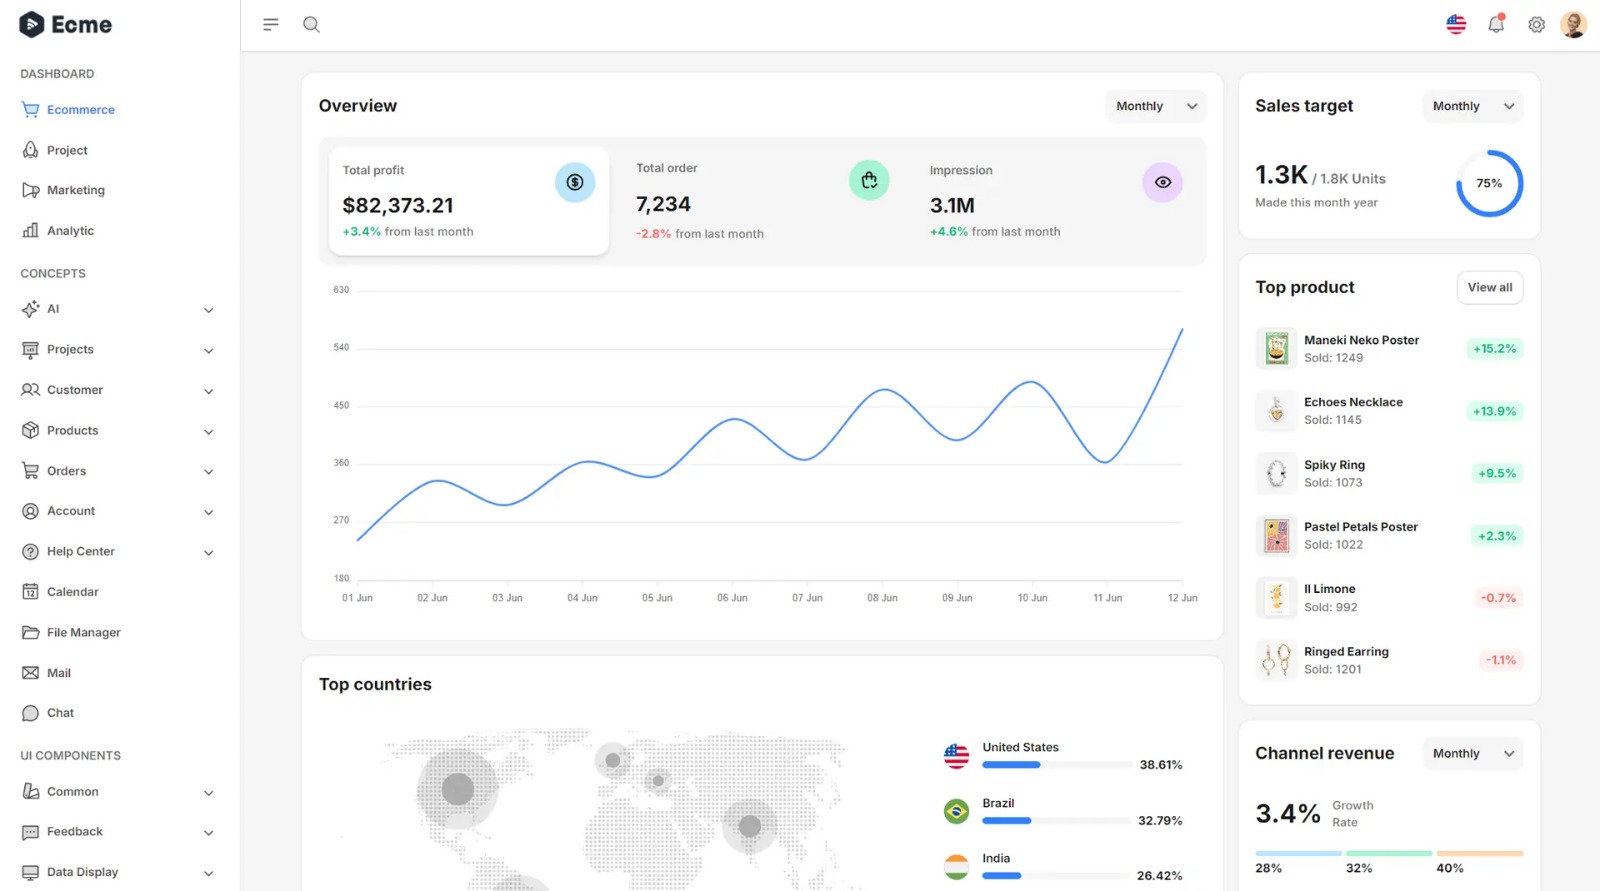 Ecme
DASHBOARD
Ecommerce
Project
Marketing
Analytic
CONCEPTS
AI
Projects
Customer
Products
Orders
Account
Help Center
Calendar
File Manager
Mail
Chat
UI COMPONENTS
Common
Feedback
Data Display
Overview
Monthly
Total profit
$82,373.21
+3.4% from last month
Total order
7,234
-2.8% from last month
Impression
3.1M
+4.6% from last month
630
540
450
360
270
180
01 Jun
02 Jun
03 Jun
04 Jun
05 Jun
06 Jun
07 Jun
08 Jun
09 Jun
10 Jun
11 Jun
12 Jun
Top countries
United States
38.61%
Brazil
32.79%
India
26.42%
Sales target
Monthly
1.3K / 1.8K Units
Made this month year
75%
Top product
View all
Maneki Neko Poster
Sold: 1249
+15.2%
Echoes Necklace
Sold: 1145
+13.9%
Spiky Ring
Sold: 1073
+9.5%
Pastel Petals Poster
Sold: 1022
+2.3%
Il Limone
Sold: 992
-0.7%
Ringed Earring
Sold: 1201
-1.1%
Channel revenue
Monthly
3.4% Growth
Rate
28%
32%
40%